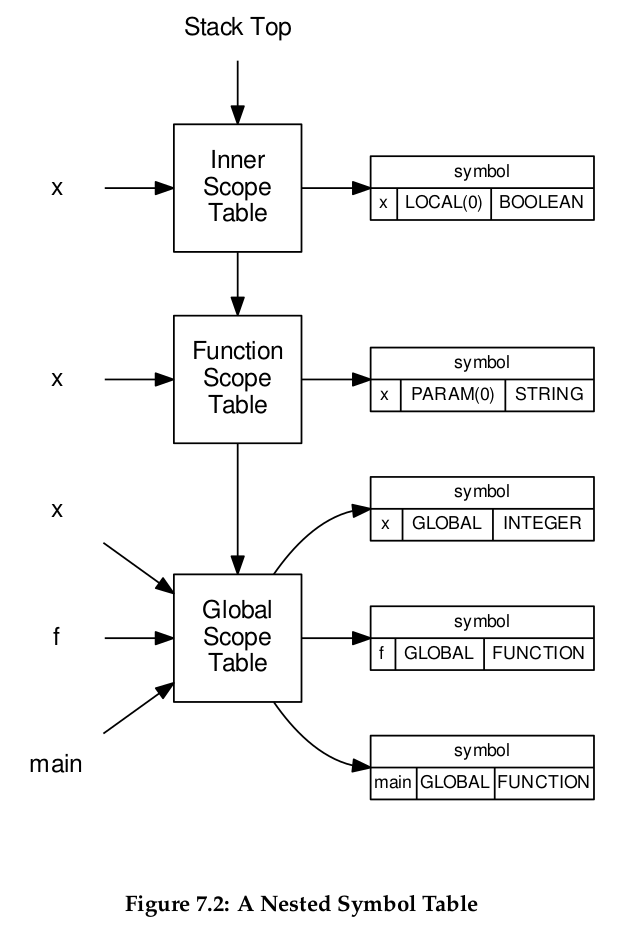 Stack Top
x
Inner
Scope
Table
symbol
x LOCAL(0) BOOLEAN
x
Function
Scope
Table
symbol
x PARAM(0) STRING
x
symbol
x GLOBAL INTEGER
f
Global
Scope
Table
symbol
f GLOBAL FUNCTION
main
symbol
main GLOBAL FUNCTION
Figure 7.2: A Nested Symbol Table